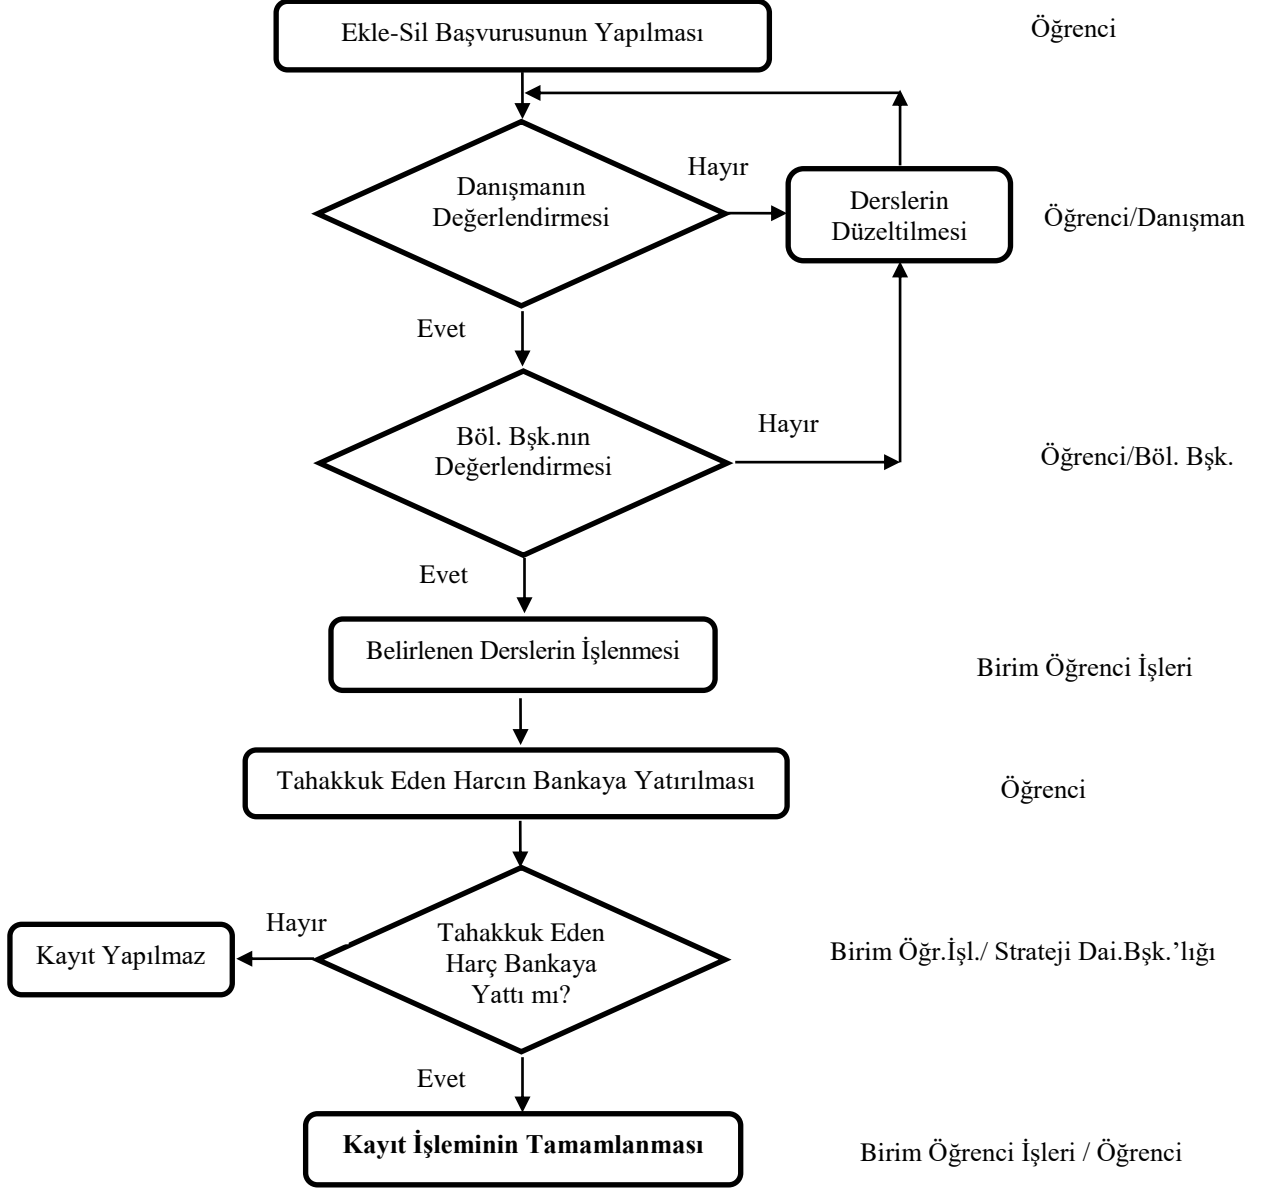 Ekle-Sil Başvurusunun Yapılması
Öğrenci
Hayır
Danışmanın
Değerlendirmesi
Derslerin
Düzeltilmesi
Öğrenci/Danışman
Evet
Böl. Bşk.nın
Değerlendirmesi
Hayır
Öğrenci/Böl. Bşk.
Evet
Belirlenen Derslerin İşlenmesi
Birim Öğrenci İşleri
Tahakkuk Eden Harcın Bankaya Yatırılması
Öğrenci
Hayır
Kayıt Yapılmaz
Tahakkuk Eden
Harç Bankaya
Yattı mı?
Birim Öğr.İşl./ Strateji Dai.Bşk.’lığı
Evet
Kayıt İşleminin Tamamlanması
Birim Öğrenci İşleri / Öğrenci